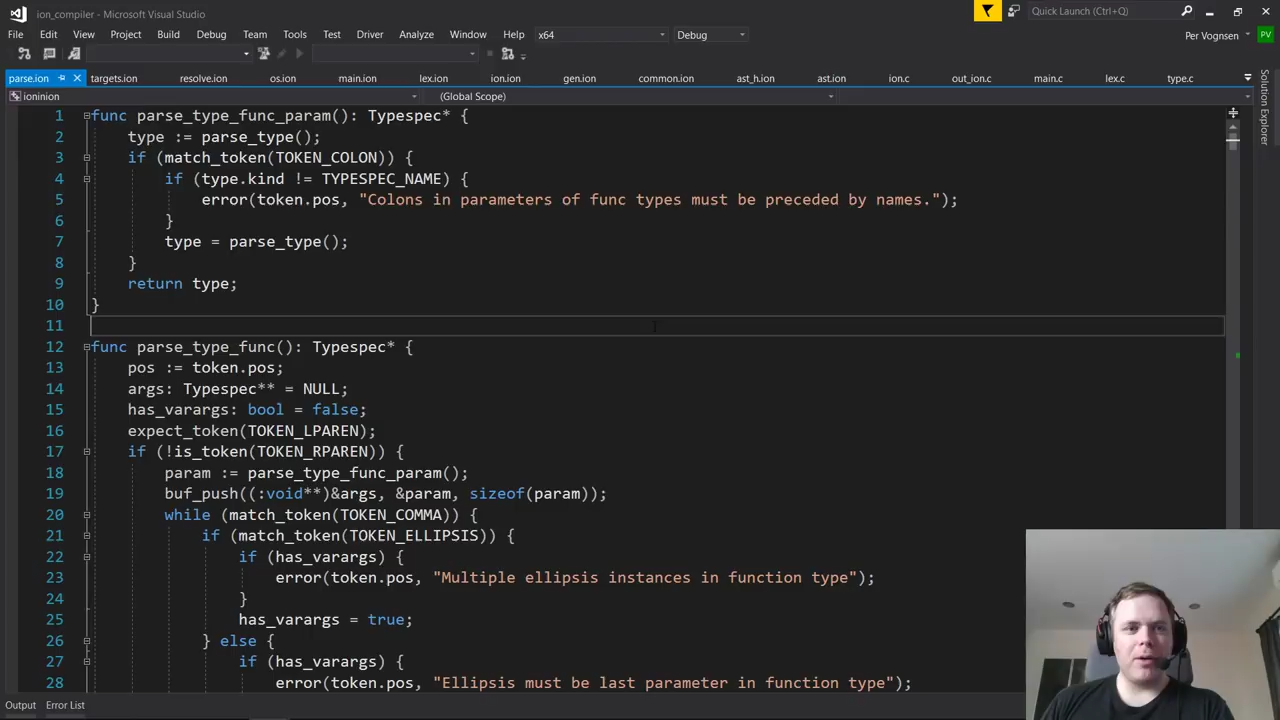 ion_compiler - Microsoft Visual Studio
Quick Launch (Ctrl+Q)
File Edit View Project Build Debug Team Tools Test Driver Analyze Window Help x64 Debug
Per Vognsen PV
parse.ion targets.ion resolve.ion os.ion main.ion lex.ion ion.ion gen.ion common.ion ast_h.ion ast.ion ion.c out_ion.c main.c lex.c type.c
ioninion (Global Scope)
Solution Explorer
1 func parse_type_func_param(): Typespec* {
2 type := parse_type();
3 if (match_token(TOKEN_COLON)) {
4 if (type.kind != TYPESPEC_NAME) {
5 error(token.pos, "Colons in parameters of func types must be preceded by names.");
6 }
7 type = parse_type();
8 }
9 return type;
10 }
11
12 func parse_type_func(): Typespec* {
13 pos := token.pos;
14 args: Typespec** = NULL;
15 has_varargs: bool = false;
16 expect_token(TOKEN_LPAREN);
17 if (!is_token(TOKEN_RPAREN)) {
18 param := parse_type_func_param();
19 buf_push((:void**)&args, &param, sizeof(param));
20 while (match_token(TOKEN_COMMA)) {
21 if (match_token(TOKEN_ELLIPSIS)) {
22 if (has_varargs) {
23 error(token.pos, "Multiple ellipsis instances in function type");
24 }
25 has_varargs = true;
26 } else {
27 if (has_varargs) {
28 error(token.pos, "Ellipsis must be last parameter in function type");
Output Error List